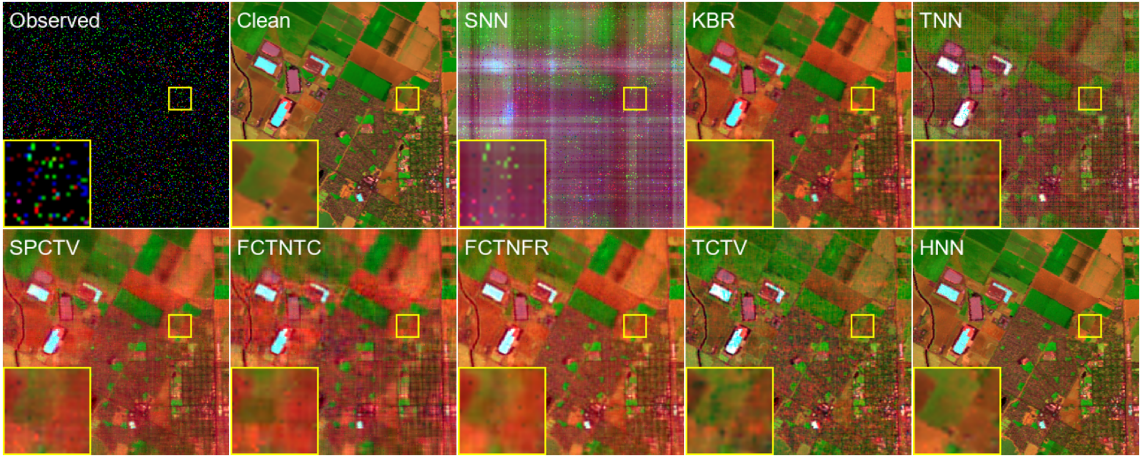 Observed
Clean
SNN
KBR
TNN
SPCTV
FCTNTC
FCTNFR
TCTV
HNN